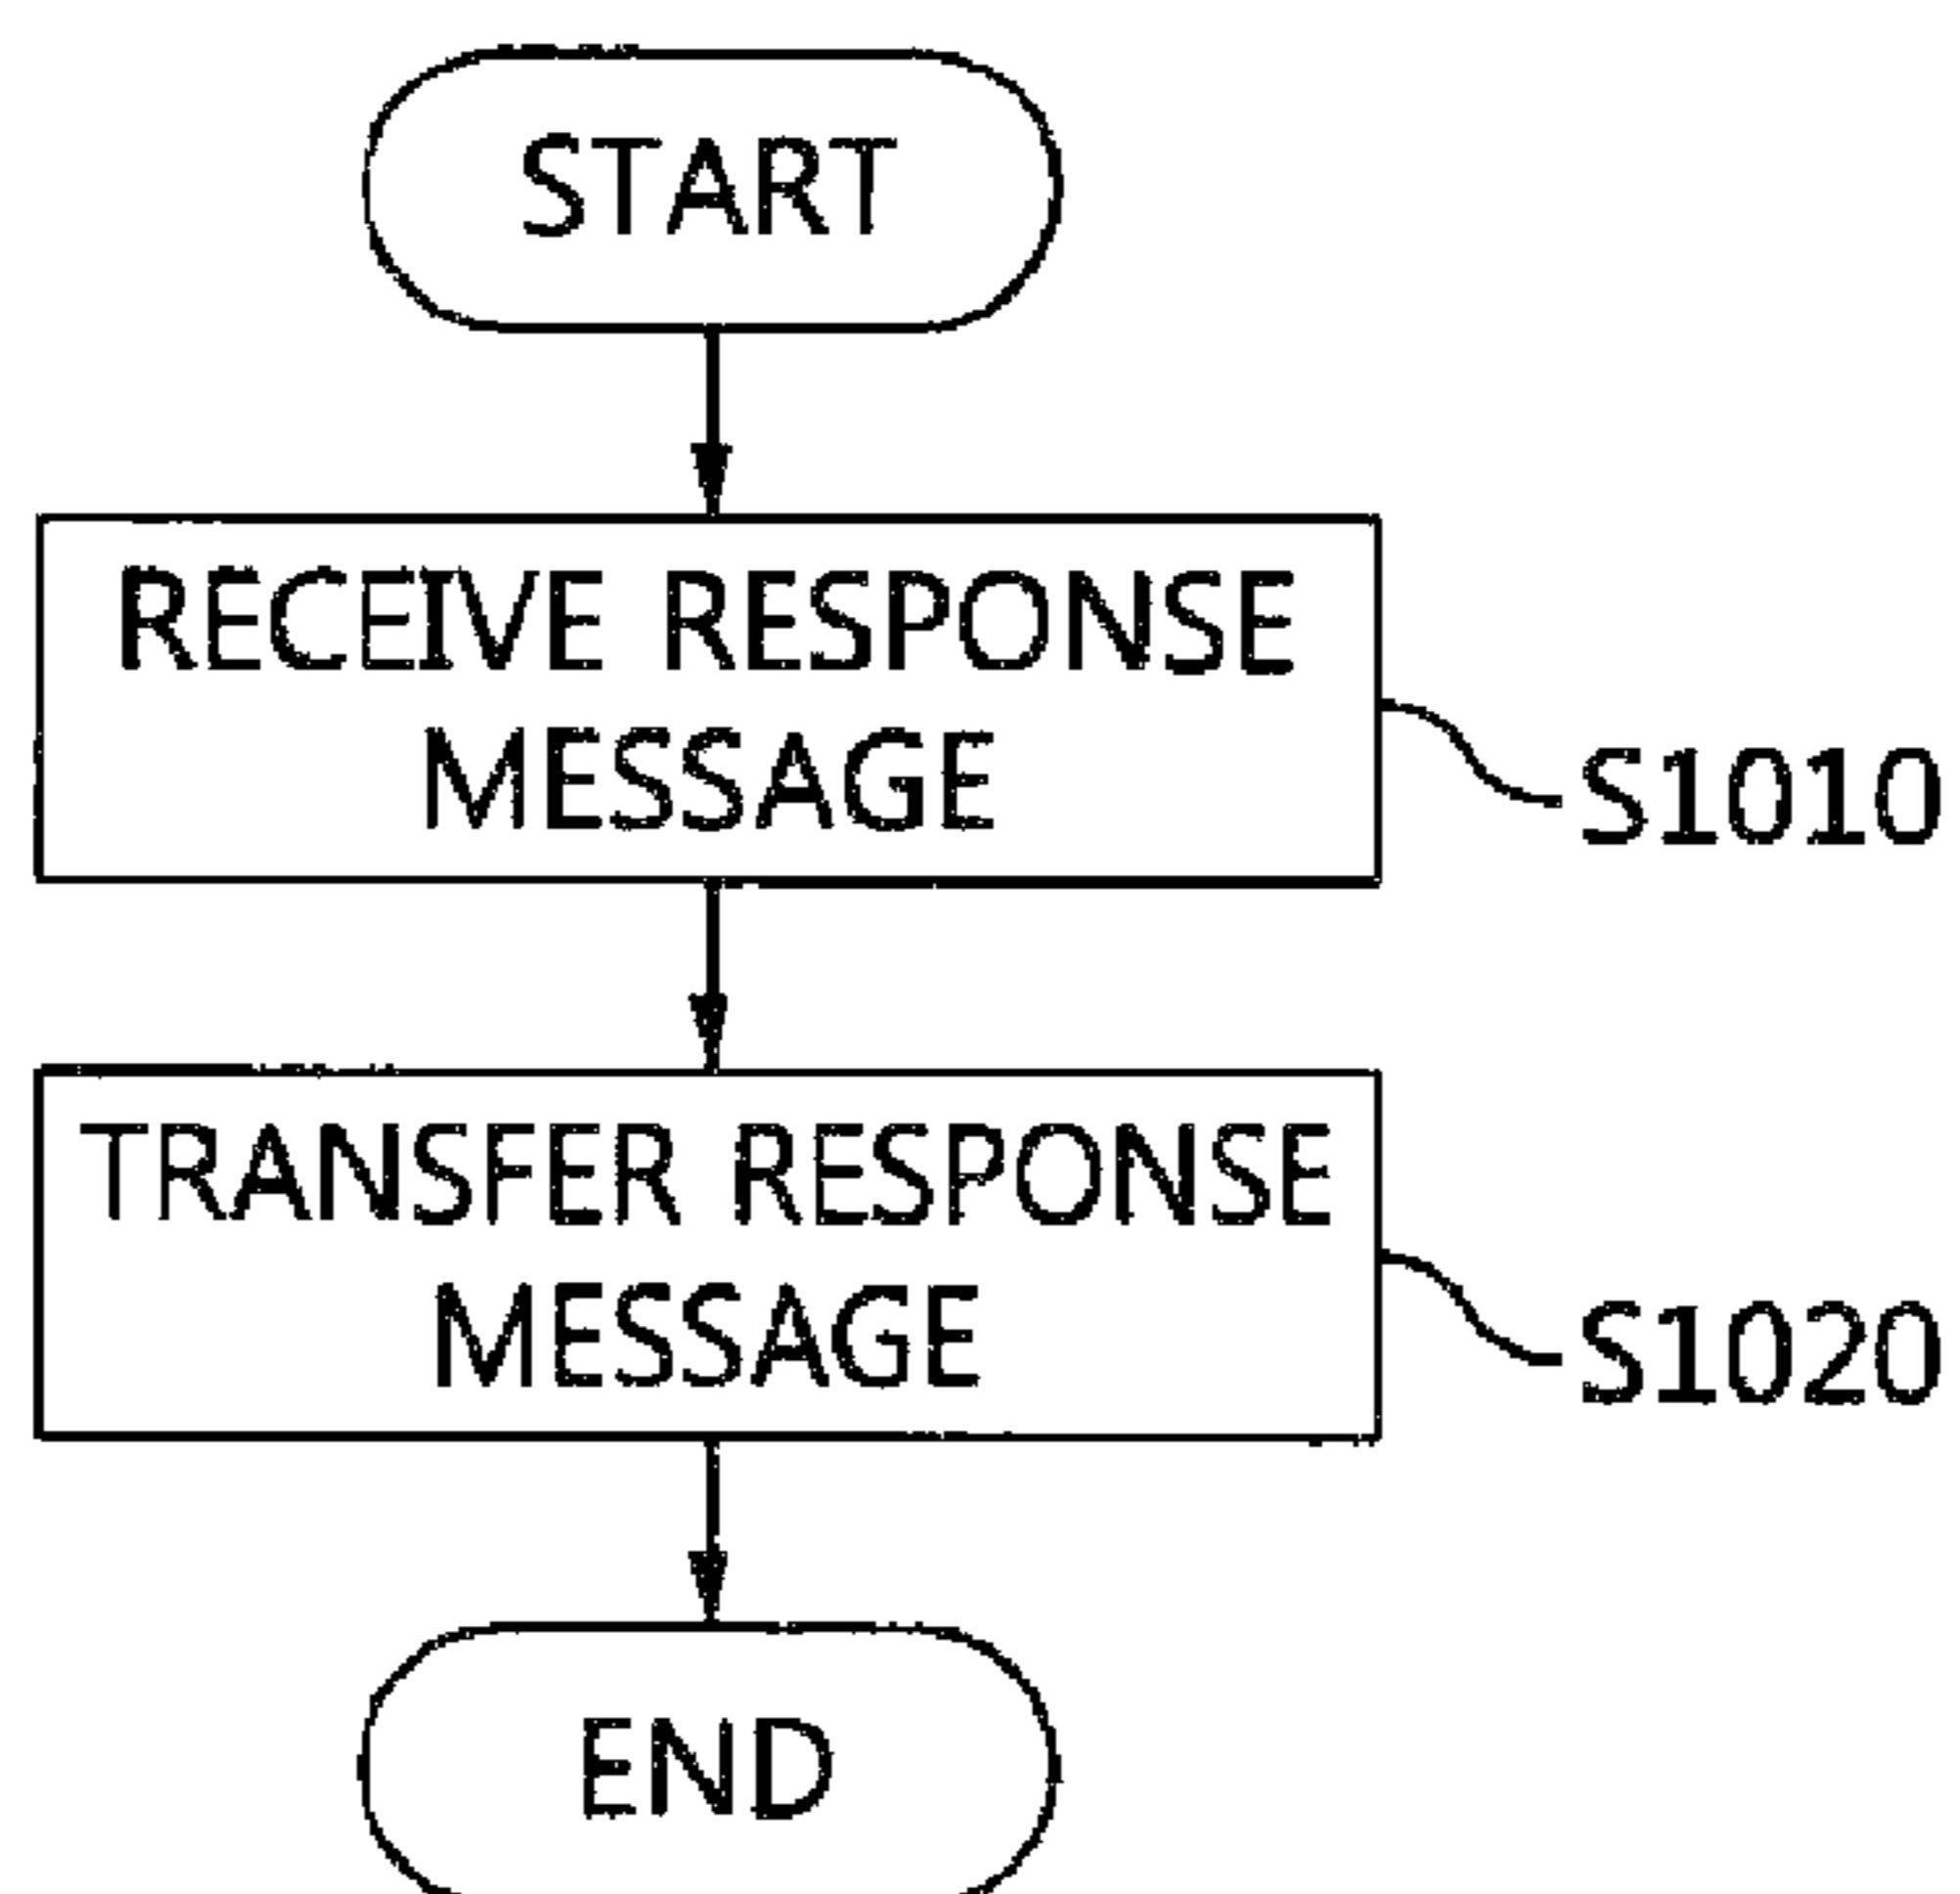 START
RECEIVE RESPONSE
MESSAGE
S1010
TRANSFER RESPONSE
MESSAGE
S1020
END